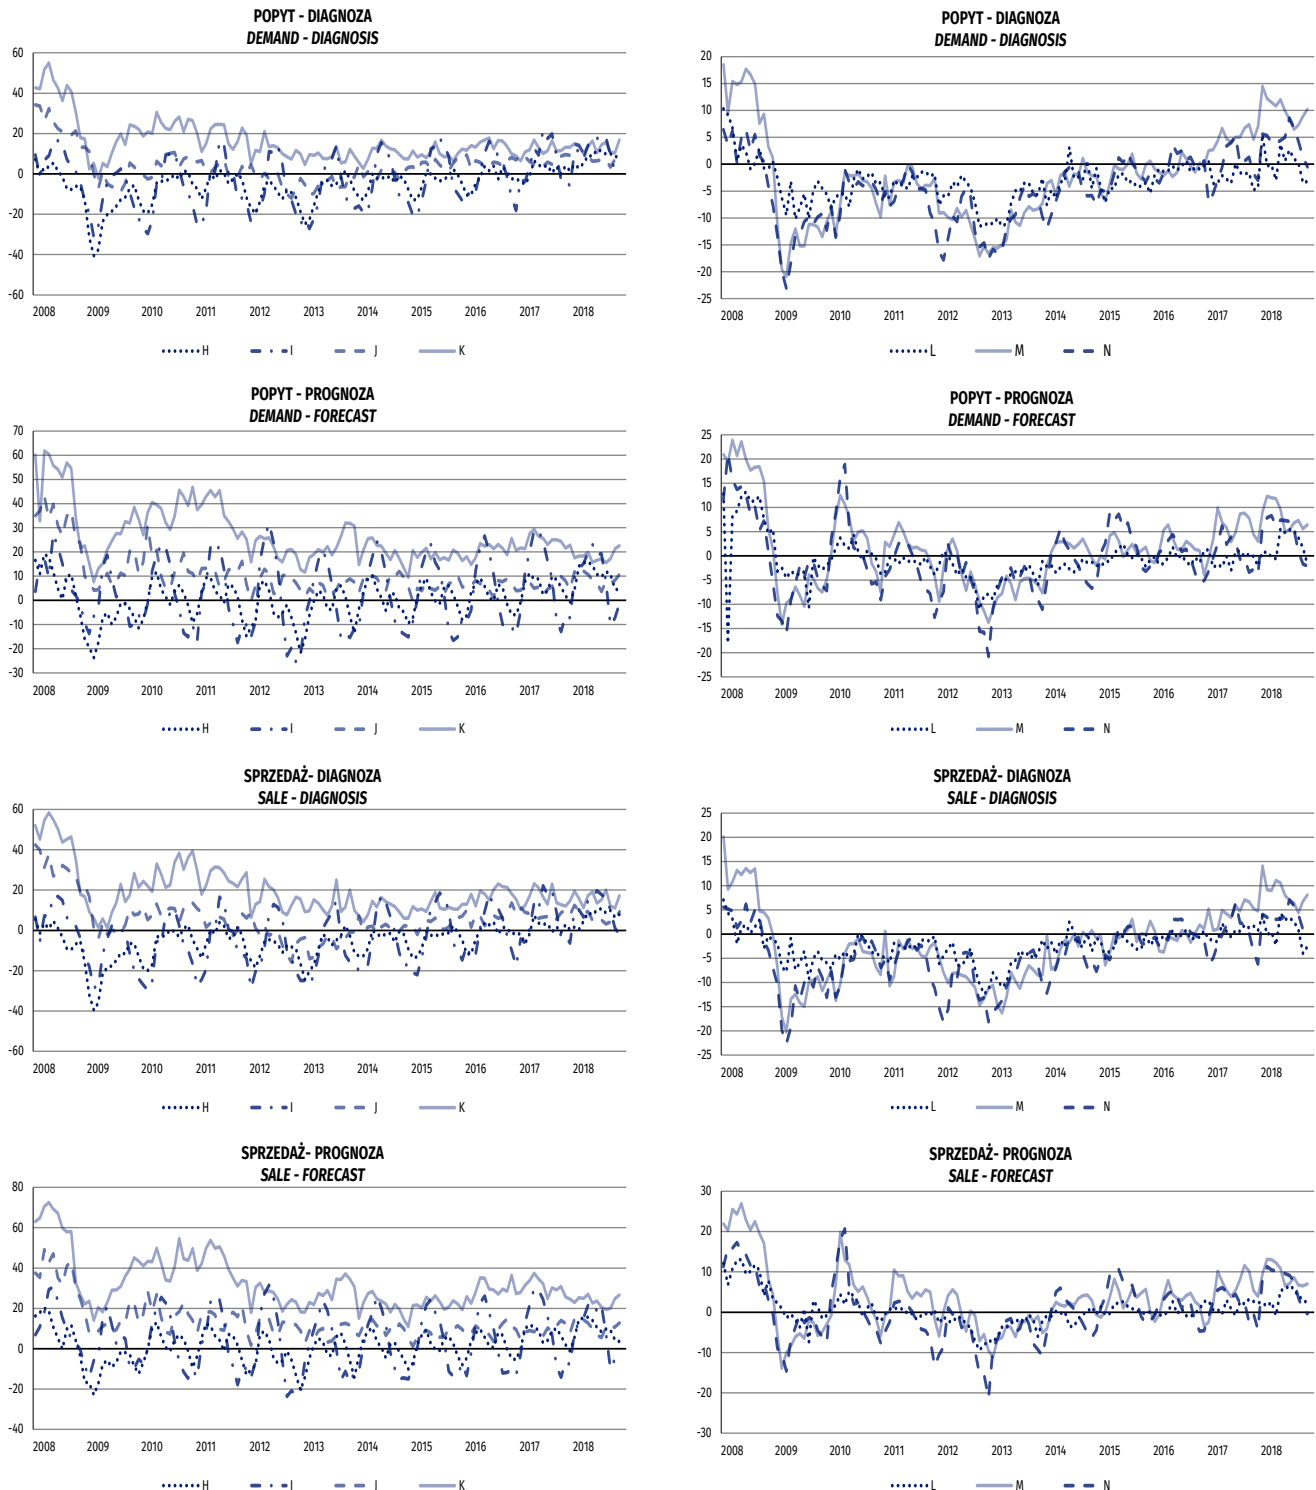 POPYT - DIAGNOZA
DEMAND - DIAGNOSIS
60
40
20
0
-20
-40
-60
2008 2009 2010 2011 2012 2013 2014 2015 2016 2017 2018
H I J K
POPYT - DIAGNOZA
DEMAND - DIAGNOSIS
20
15
10
5
0
-5
-10
-15
-20
-25
2008 2009 2010 2011 2012 2013 2014 2015 2016 2017 2018
L M N
POPYT - PROGNOZA
DEMAND - FORECAST
70
60
50
40
30
20
10
0
-10
-20
-30
2008 2009 2010 2011 2012 2013 2014 2015 2016 2017 2018
H I J K
POPYT - PROGNOZA
DEMAND - FORECAST
25
20
15
10
5
0
-5
-10
-15
-20
-25
2008 2009 2010 2011 2012 2013 2014 2015 2016 2017 2018
L M N
SPRZEDAŻ- DIAGNOZA
SALE - DIAGNOSIS
60
40
20
0
-20
-40
-60
2008 2009 2010 2011 2012 2013 2014 2015 2016 2017 2018
H I J K
SPRZEDAŻ- DIAGNOZA
SALE - DIAGNOSIS
25
20
15
10
5
0
-5
-10
-15
-20
-25
2008 2009 2010 2011 2012 2013 2014 2015 2016 2017 2018
L M N
SPRZEDAŻ- PROGNOZA
SALE - FORECAST
80
60
40
20
0
-20
-40
2008 2009 2010 2011 2012 2013 2014 2015 2016 2017 2018
H I J K
SPRZEDAŻ- PROGNOZA
SALE - FORECAST
30
20
10
0
-10
-20
-30
2008 2009 2010 2011 2012 2013 2014 2015 2016 2017 2018
L M N